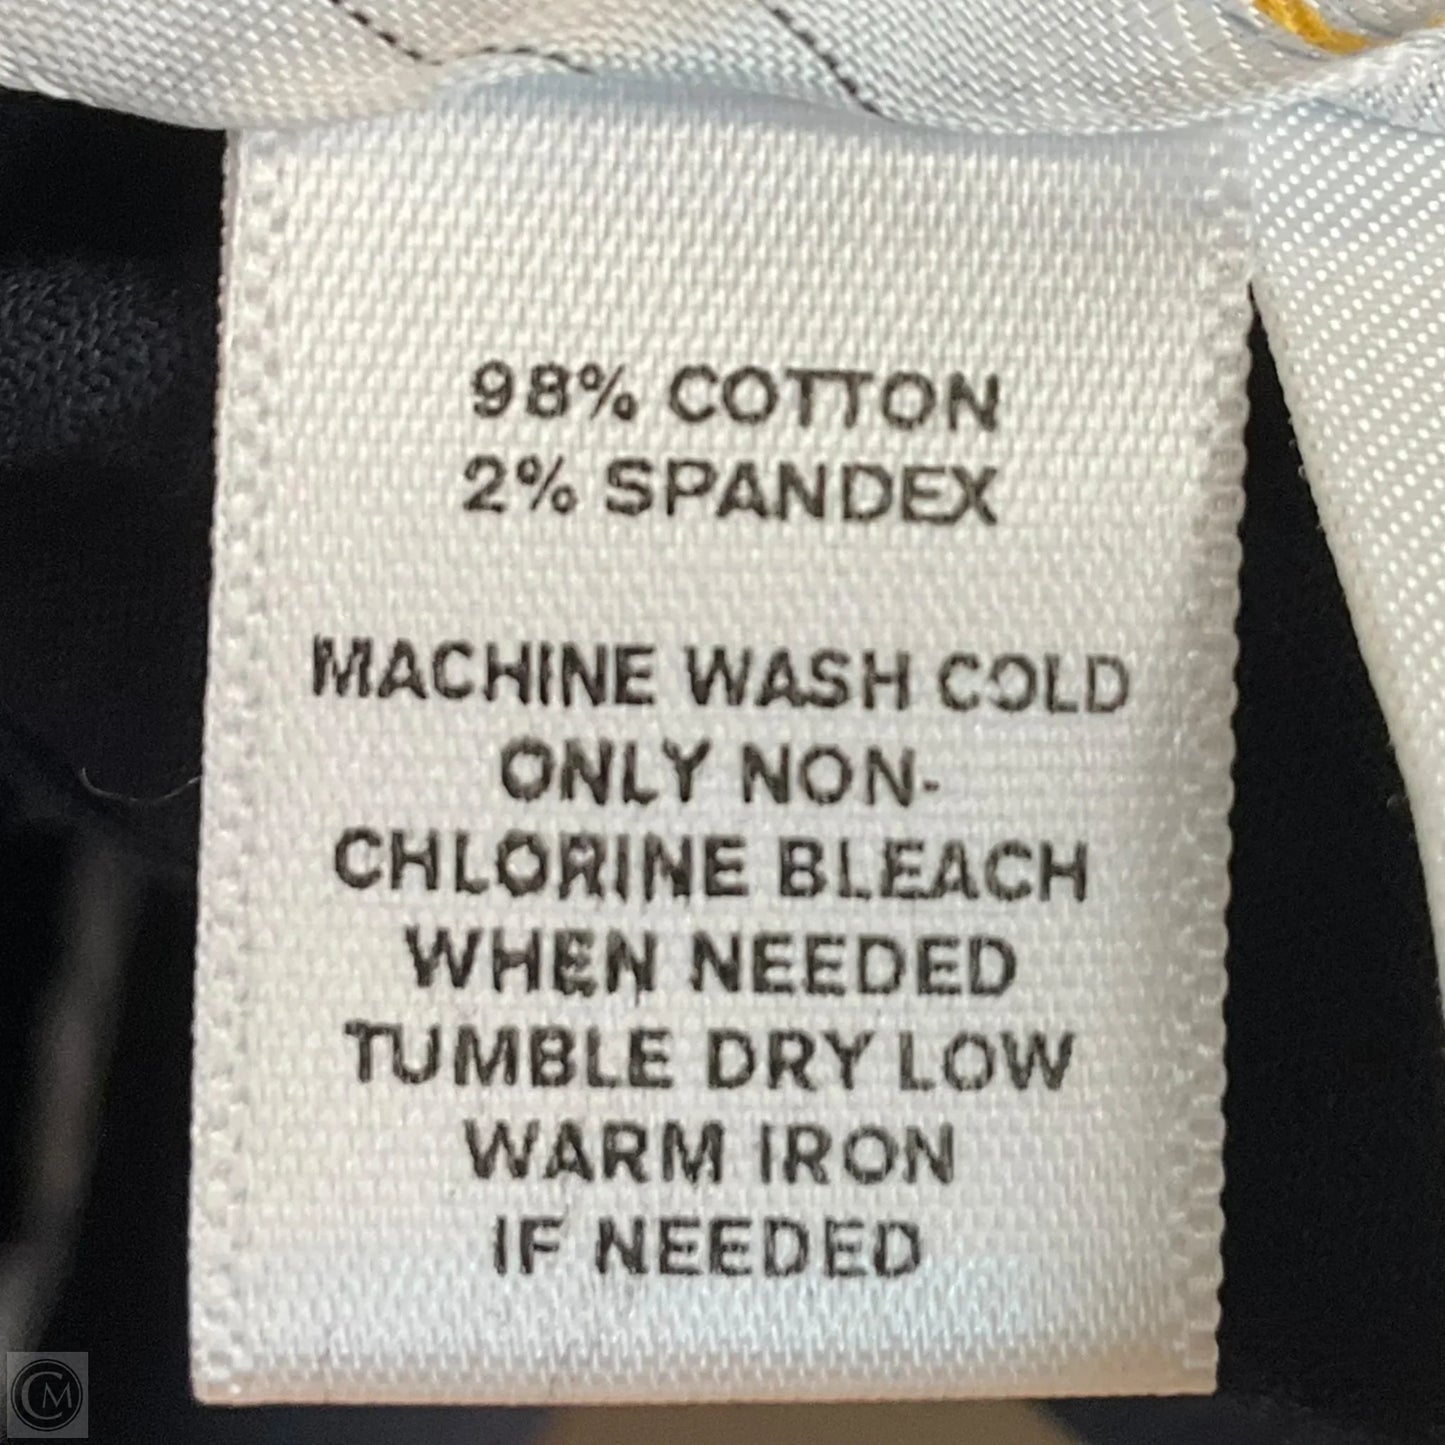 98% COTTON
2% SPANDEX
MACHINE WASH COLD
ONLY NON-
CHLORINE BLEACH
WHEN NEEDED
TUMBLE DRY LOW
WARM IRON
IF NEEDED
CM